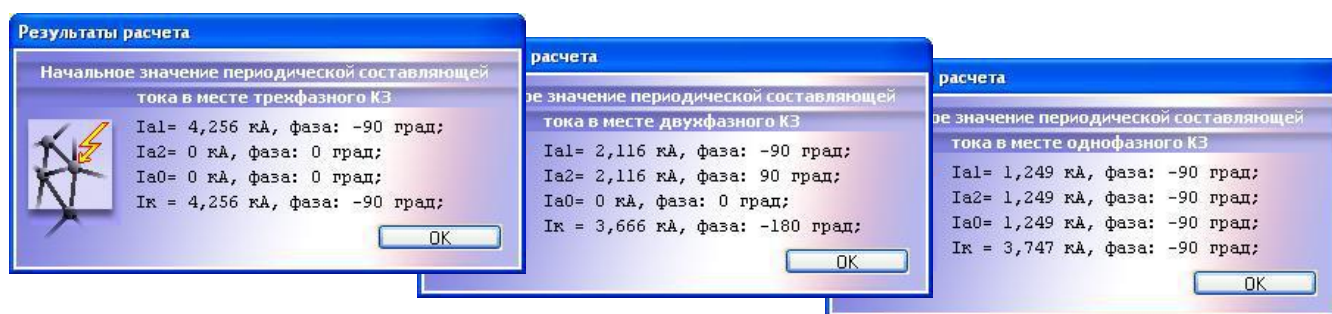 Результаты расчета
Начальное значение периодической составляющей
тока в месте трехфазного КЗ
Ia1= 4,256 кА, фаза: -90 град;
Ia2= 0 кА, фаза: 0 град;
Ia0= 0 кА, фаза: 0 град;
Iк = 4,256 кА, фаза: -90 град;
OK
расчета
значение периодической составляющей
тока в месте двухфазного КЗ
Ia1= 2,116 кА, фаза: -90 град;
Ia2= 2,116 кА, фаза: 90 град;
Ia0= 0 кА, фаза: 0 град;
Iк = 3,666 кА, фаза: -180 град;
OK
расчета
ое значение периодической составляющей
тока в месте однофазного КЗ
Ia1= 1,249 кА, фаза: -90 град;
Ia2= 1,249 кА, фаза: -90 град;
Ia0= 1,249 кА, фаза: -90 град;
Iк = 3,747 кА, фаза: -90 град;
OK